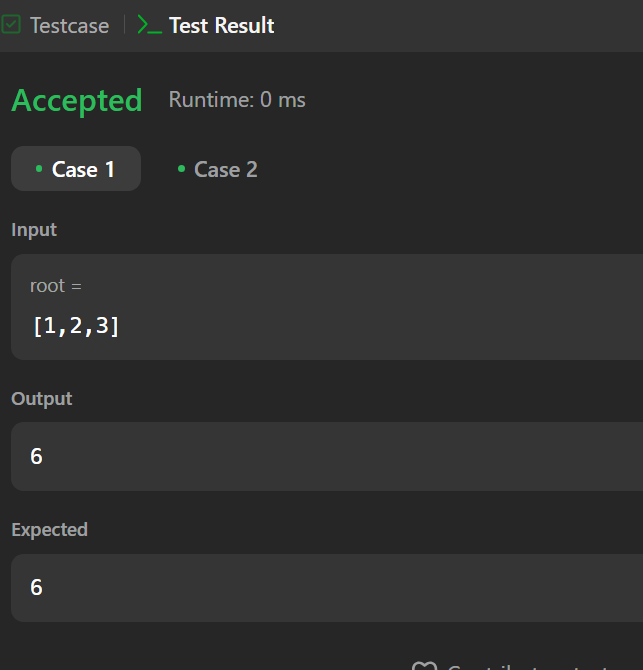 Testcase | Test Result
Accepted Runtime: 0 ms
Case 1 Case 2
Input
root =
[1,2,3]
Output
6
Expected
6